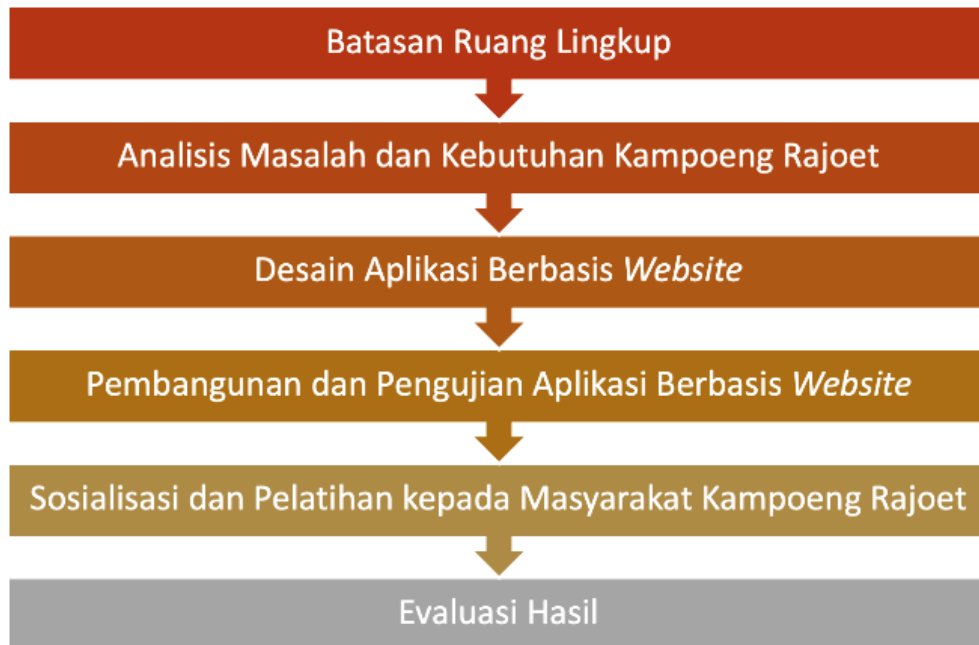 Batasan Ruang Lingkup
Analisis Masalah dan Kebutuhan Kampoeng Rajoet
Desain Aplikasi Berbasis Website
Pembangunan dan Pengujian Aplikasi Berbasis Website
Sosialisasi dan Pelatihan kepada Masyarakat Kampoeng Rajoet
Evaluasi Hasil